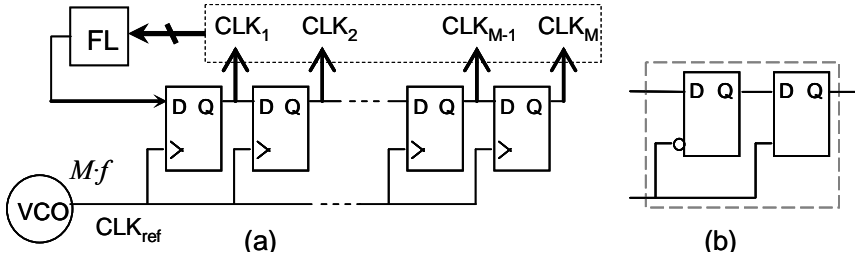 FL
CLK1 CLK2 CLKM-1 CLKM
D Q D Q D Q D Q D Q D Q
M·f
VCO
CLKref
(a) (b)